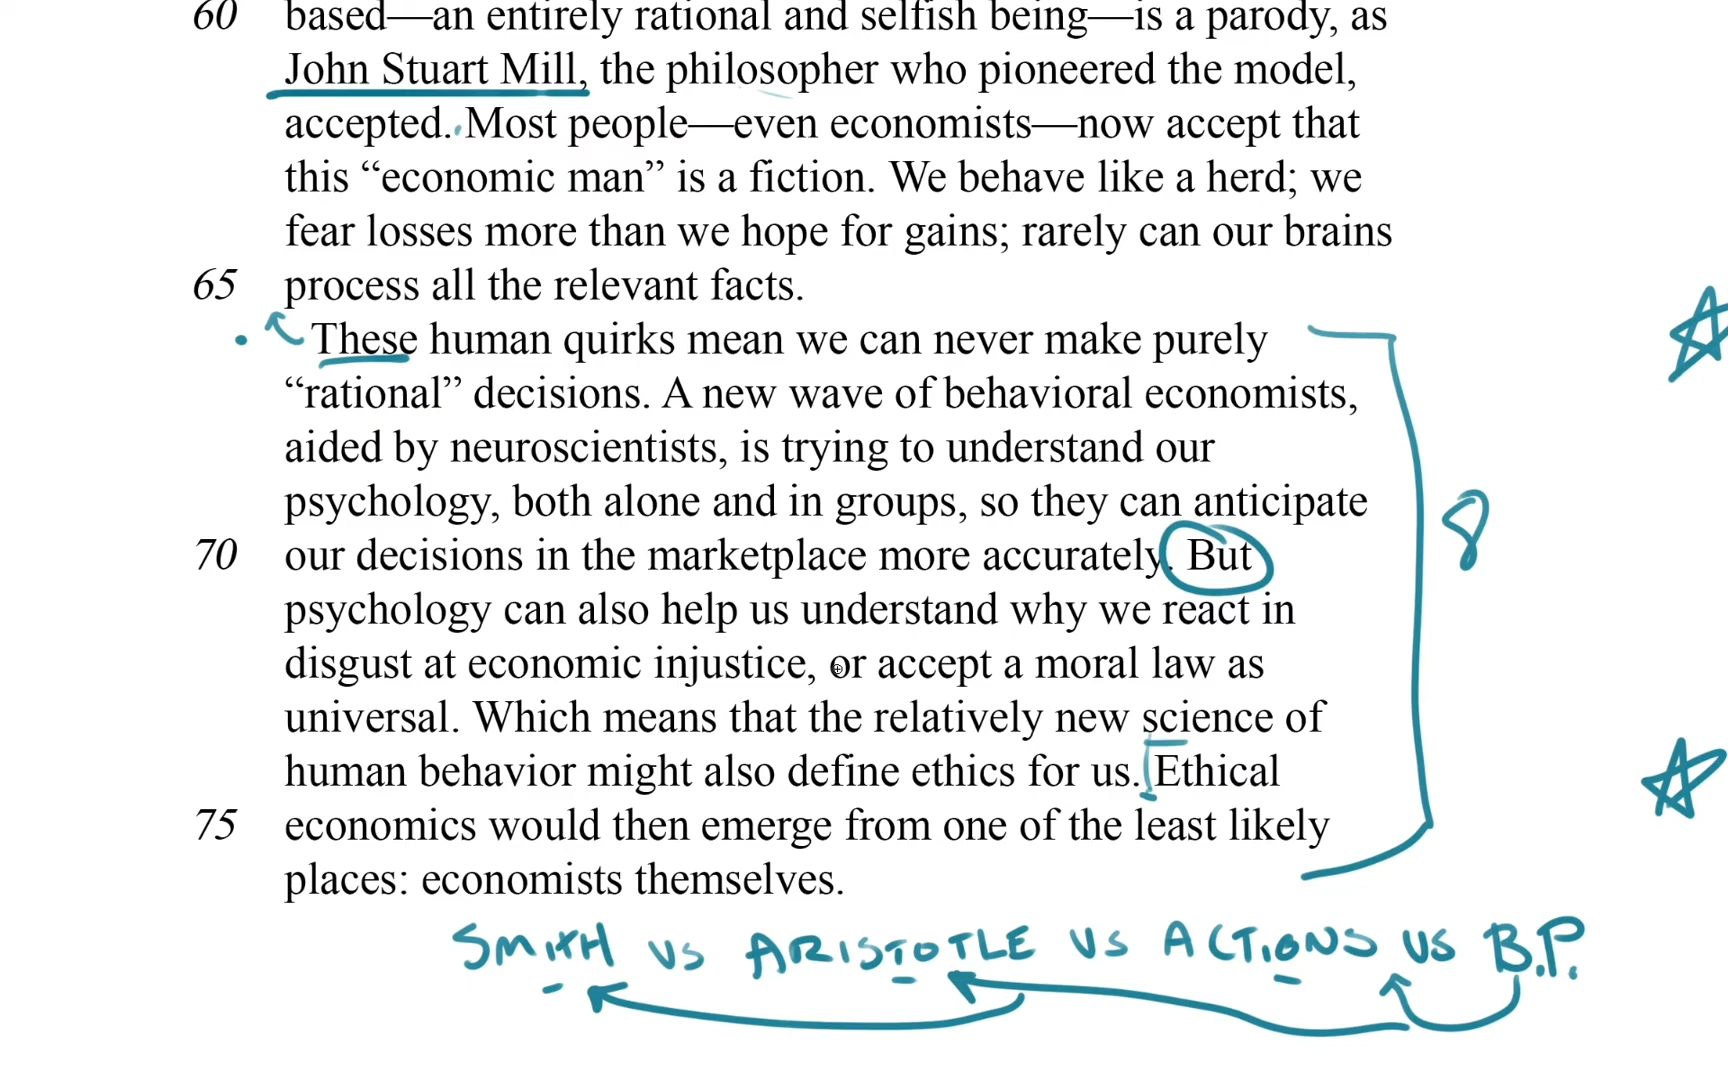 60 based—an entirely rational and selfish being—is a parody, as
John Stuart Mill, the philosopher who pioneered the model,
accepted. Most people—even economists—now accept that
this “economic man” is a fiction. We behave like a herd; we
fear losses more than we hope for gains; rarely can our brains
65 process all the relevant facts.
These human quirks mean we can never make purely
“rational” decisions. A new wave of behavioral economists,
aided by neuroscientists, is trying to understand our
psychology, both alone and in groups, so they can anticipate
70 our decisions in the marketplace more accurately. But
8
psychology can also help us understand why we react in
disgust at economic injustice, or accept a moral law as
universal. Which means that the relatively new science of
human behavior might also define ethics for us. Ethical
75 economics would then emerge from one of the least likely
places: economists themselves.
SMITH VS ARISTOTLE VS ACTIONS VS B.P.